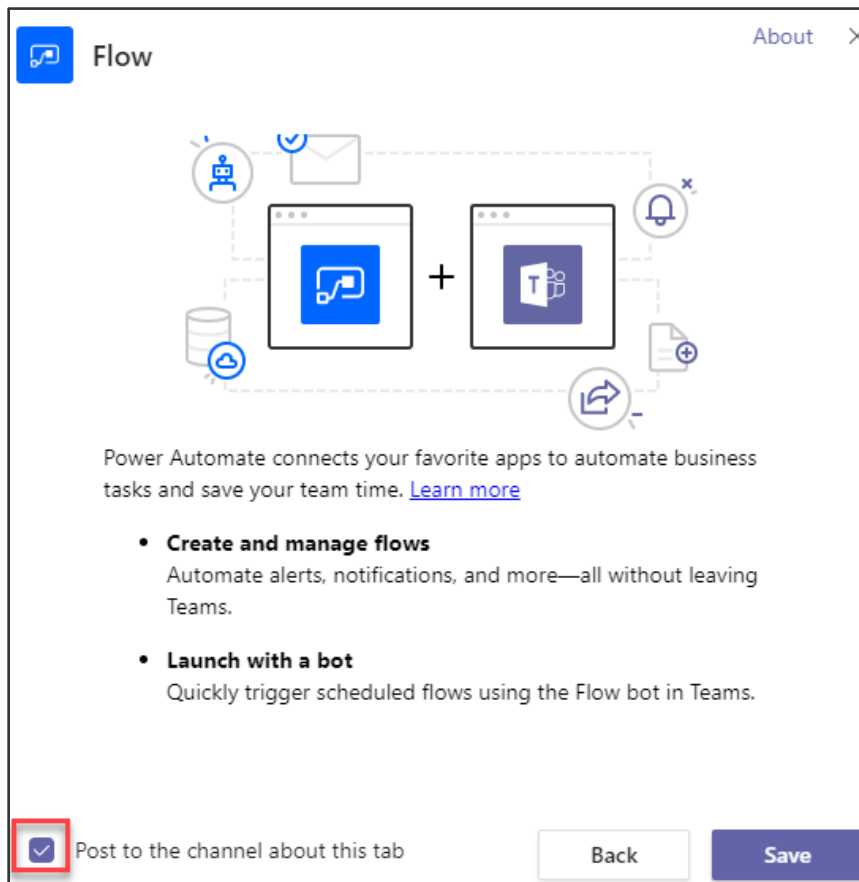 Flow
About
T
Power Automate connects your favorite apps to automate business
tasks and save your team time. Learn more
• Create and manage flows
Automate alerts, notifications, and more—all without leaving
Teams.
• Launch with a bot
Quickly trigger scheduled flows using the Flow bot in Teams.
Post to the channel about this tab
Back
Save